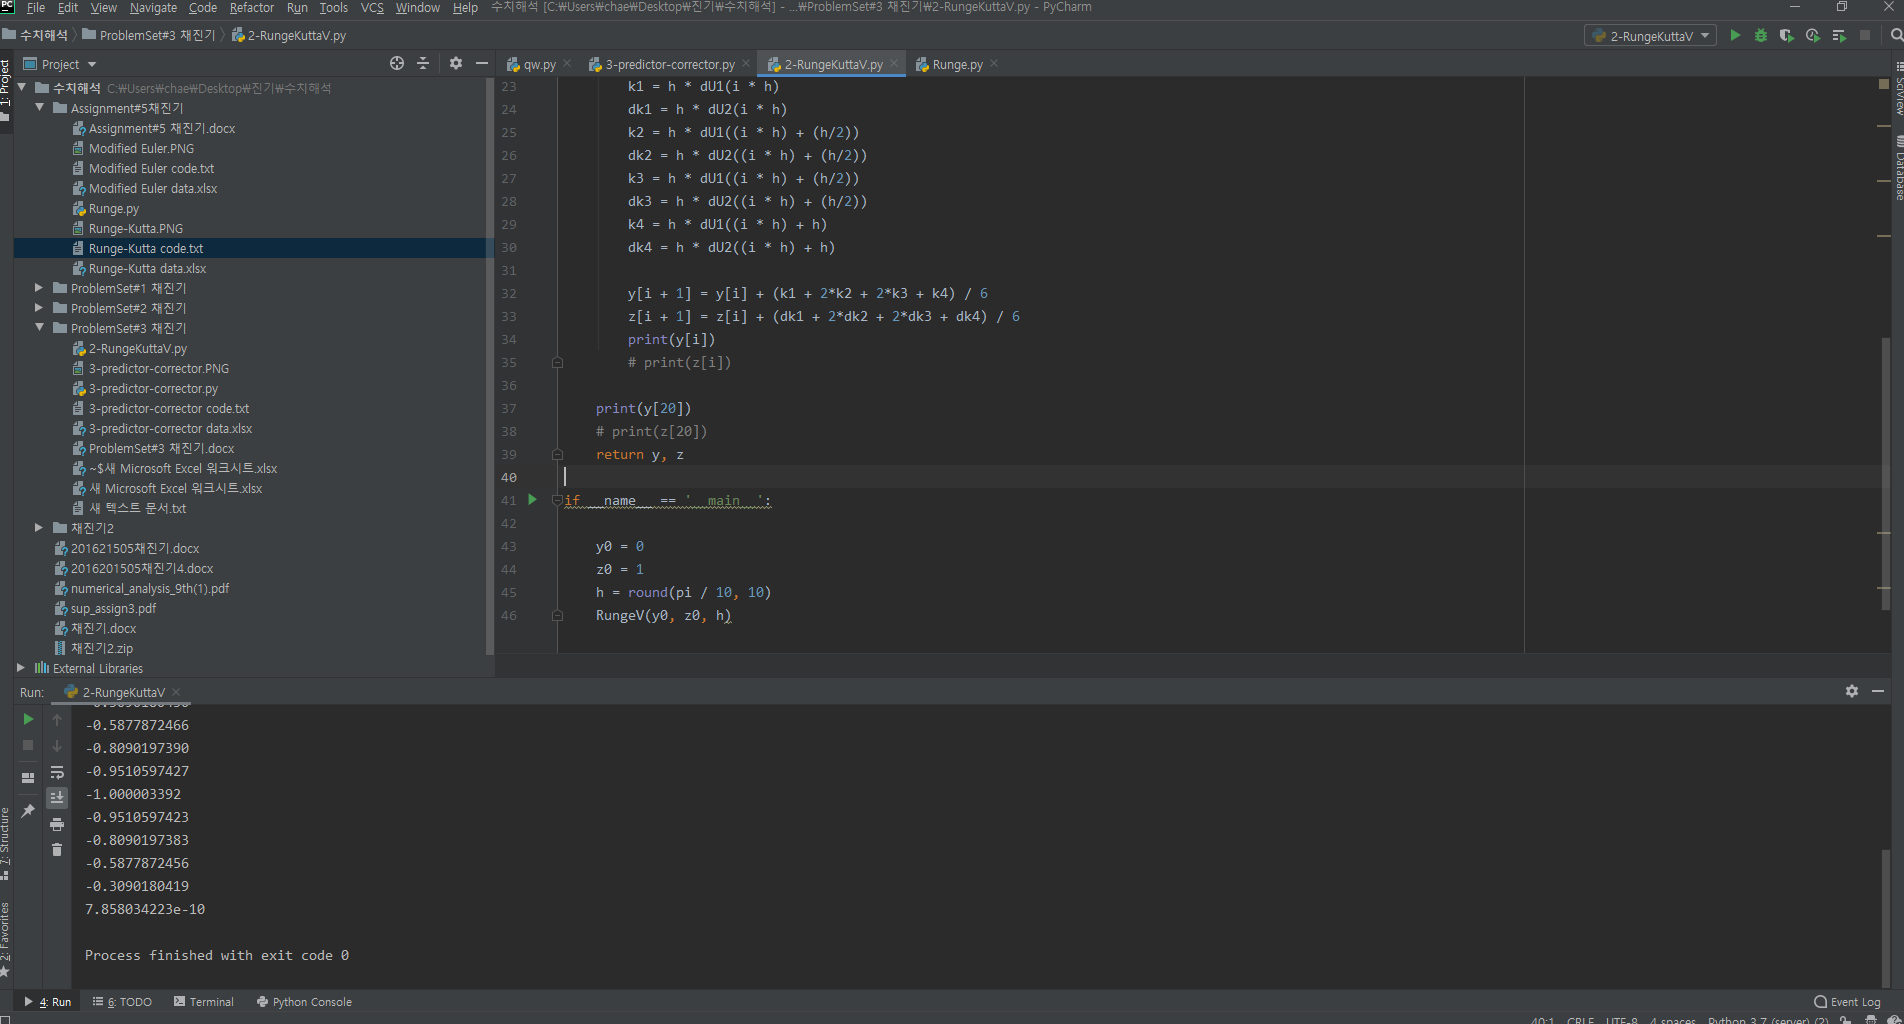 PC File Edit View Navigate Code Refactor Run Tools VCS Window Help 수치해석 [C:₩Users₩chae₩Desktop₩진기₩수치해석] - ...₩ProblemSet#3 채진기₩2-RungeKuttaV.py - PyCharm
수치해석 ProblemSet#3 채진기 2-RungeKuttaV.py
2-RungeKuttaV
Project
qw.py 3-predictor-corrector.py 2-RungeKuttaV.py Runge.py
1: Project
수치해석 C:₩Users₩chae₩Desktop₩진기₩수치해석
Assignment#5채진기
Assignment#5 채진기.docx
Modified Euler.PNG
Modified Euler code.txt
Modified Euler data.xlsx
Runge.py
Runge-Kutta.PNG
Runge-Kutta code.txt
Runge-Kutta data.xlsx
ProblemSet#1 채진기
ProblemSet#2 채진기
ProblemSet#3 채진기
2-RungeKuttaV.py
3-predictor-corrector.PNG
3-predictor-corrector.py
3-predictor-corrector code.txt
3-predictor-corrector data.xlsx
ProblemSet#3 채진기.docx
~$새 Microsoft Excel 워크시트.xlsx
새 Microsoft Excel 워크시트.xlsx
새 텍스트 문서.txt
채진기2
201621505채진기.docx
2016201505채진기4.docx
numerical_analysis_9th(1).pdf
sup_assign3.pdf
채진기.docx
채진기2.zip
External Libraries
23 k1 = h * dU1(i * h)
24 dk1 = h * dU2(i * h)
25 k2 = h * dU1((i * h) + (h/2))
26 dk2 = h * dU2((i * h) + (h/2))
27 k3 = h * dU1((i * h) + (h/2))
28 dk3 = h * dU2((i * h) + (h/2))
29 k4 = h * dU1((i * h) + h)
30 dk4 = h * dU2((i * h) + h)
31
32 y[i + 1] = y[i] + (k1 + 2*k2 + 2*k3 + k4) / 6
33 z[i + 1] = z[i] + (dk1 + 2*dk2 + 2*dk3 + dk4) / 6
34 print(y[i])
35 # print(z[i])
36
37 print(y[20])
38 # print(z[20])
39 return y, z
40
41 if __name__ == '__main__':
42
43 y0 = 0
44 z0 = 1
45 h = round(pi / 10, 10)
46 RungeV(y0, z0, h)
SciView
Database
Run: 2-RungeKuttaV
-0.5877872466
-0.8090197390
-0.9510597427
-1.000003392
-0.9510597423
-0.8090197383
-0.5877872456
-0.3090180419
7.858034223e-10
Process finished with exit code 0
7: Structure
2: Favorites
4: Run 6: TODO Terminal Python Console Event Log
40:1 CRLF UTF-8 4 spaces Python 3.7 (server) (2)